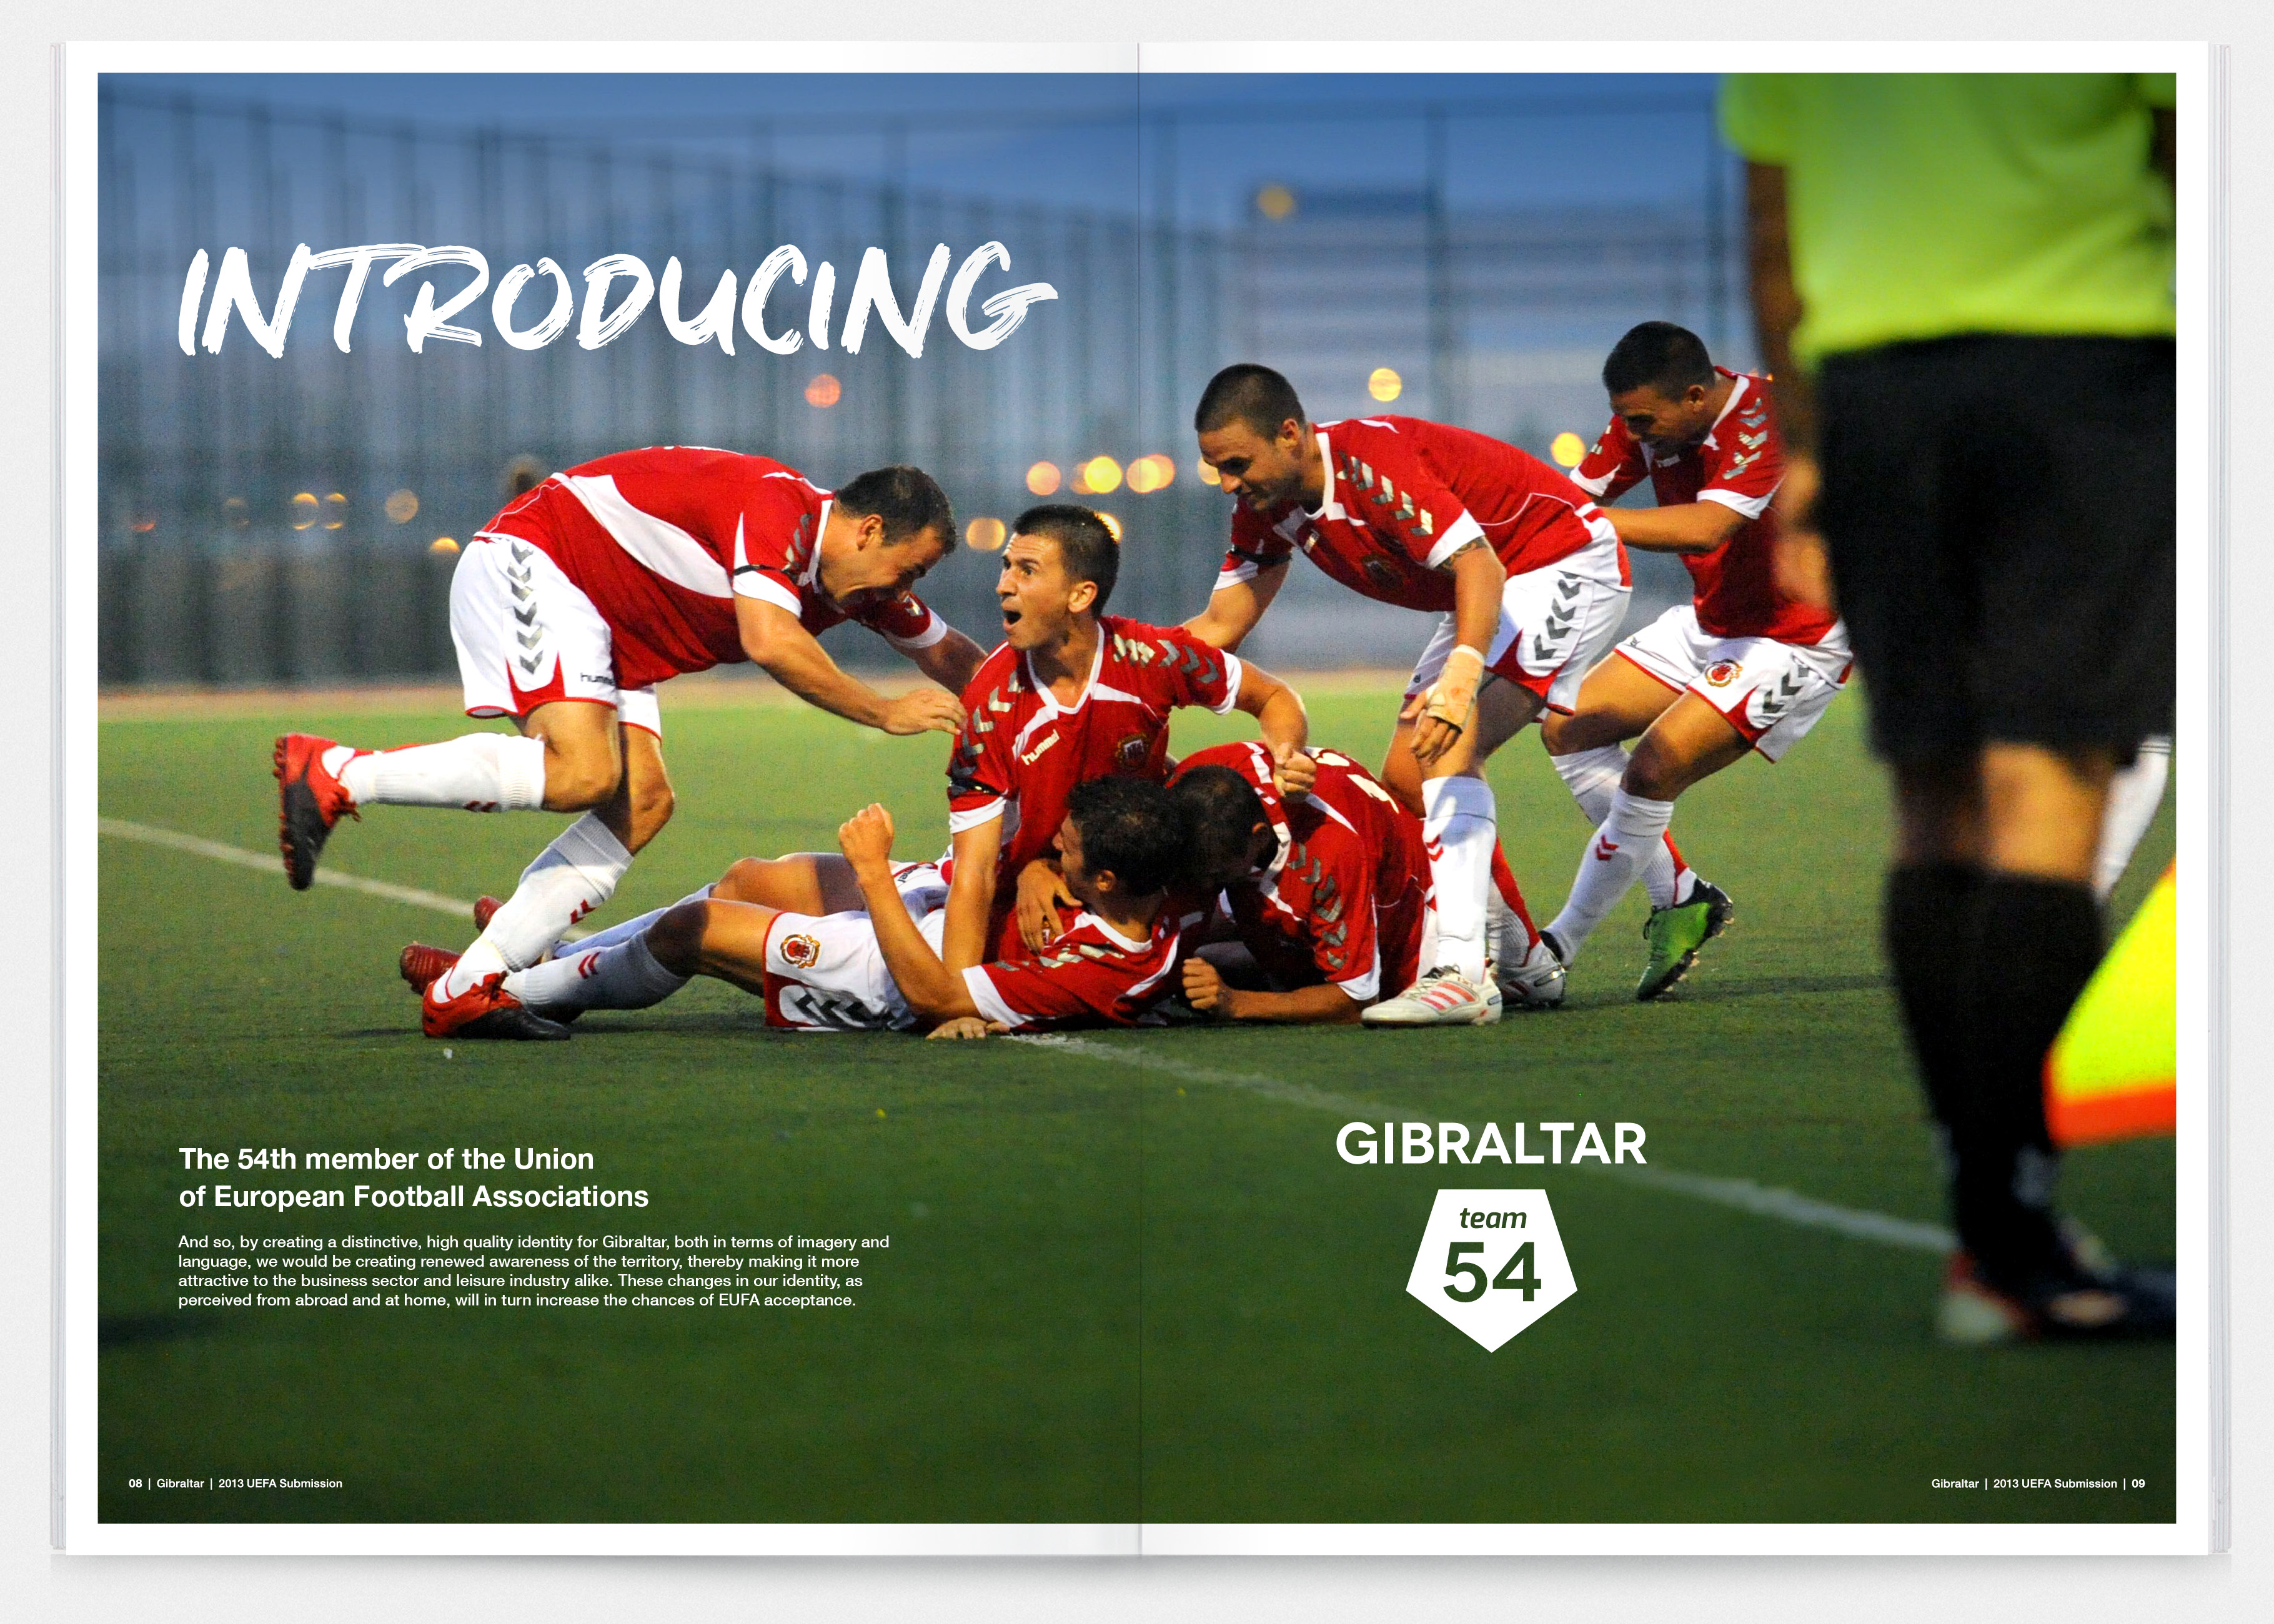 INTRODUCING
hummel
hummel
The 54th member of the Union
of European Football Associations
And so, by creating a distinctive, high quality identity for Gibraltar, both in terms of imagery and
language, we would be creating renewed awareness of the territory, thereby making it more
attractive to the business sector and leisure industry alike. These changes in our identity, as
perceived from abroad and at home, will in turn increase the chances of EUFA acceptance.
GIBRALTAR
team
54
08 | Gibraltar | 2013 UEFA Submission
Gibraltar | 2013 UEFA Submission | 09